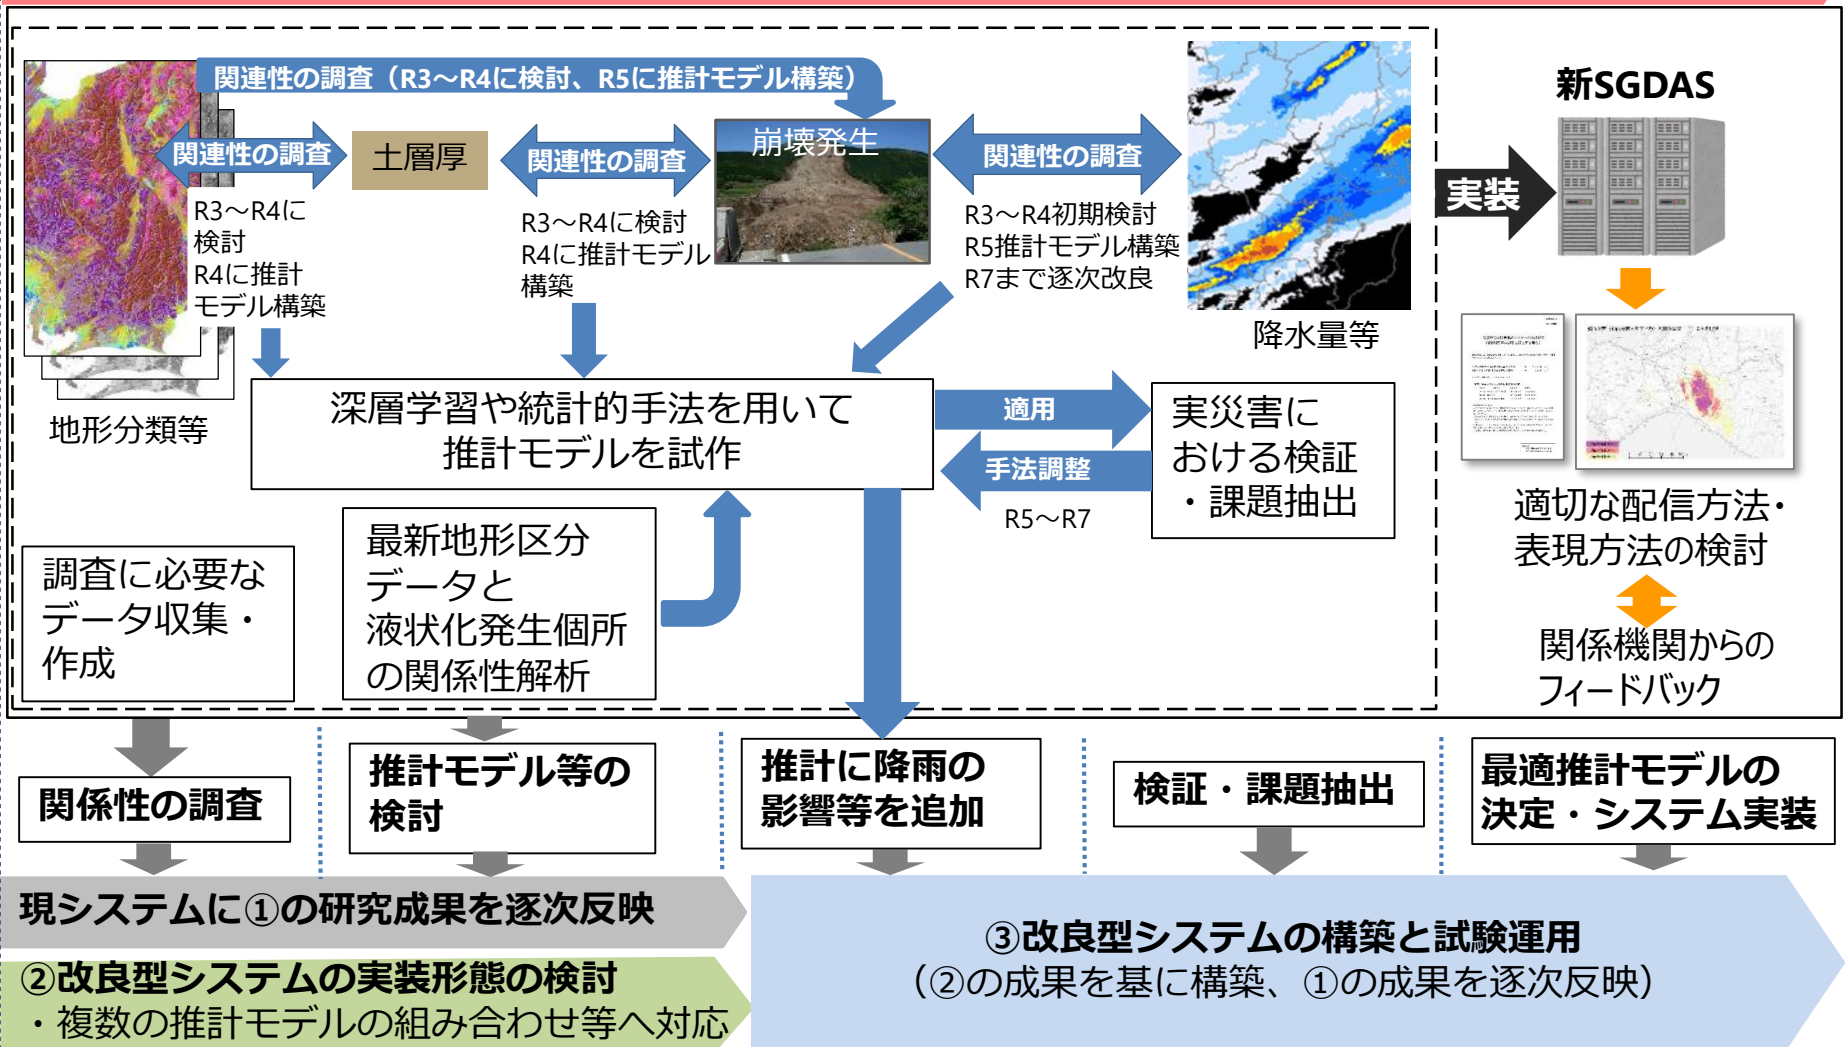 関連性の調査（R3～R4に検討、R5に推計モデル構築）
関連性の調査
土層厚
関連性の調査
崩壊発生
関連性の調査
R3～R4に
検討
R4に推計
モデル構築
R3～R4に検討
R4に推計モデル
構築
R3～R4初期検討
R5推計モデル構築
R7まで逐次改良
地形分類等
降水量等
実装
新SGDAS
深層学習や統計的手法を用いて
推計モデルを試作
適用
手法調整
R5～R7
実災害に
おける検証
・課題抽出
適切な配信方法・
表現方法の検討
関係機関からの
フィードバック
調査に必要な
データ収集・
作成
最新地形区分
データと
液状化発生個所
の関係性解析
関係性の調査
推計モデル等の
検討
推計に降雨の
影響等を追加
検証・課題抽出
最適推計モデルの
決定・システム実装
現システムに①の研究成果を逐次反映
②改良型システムの実装形態の検討
・複数の推計モデルの組み合わせ等へ対応
③改良型システムの構築と試験運用
（②の成果を基に構築、①の成果を逐次反映）